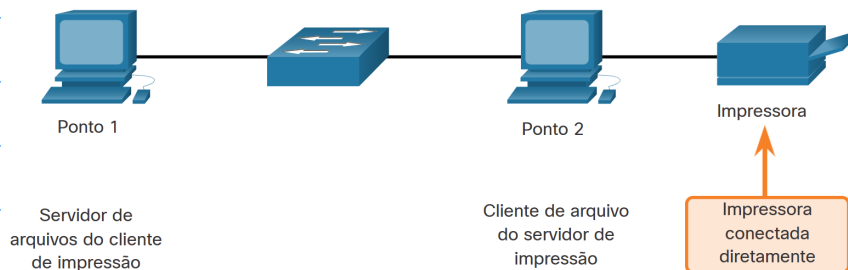 Ponto 1
Ponto 2
Impressora
Servidor de
arquivos do cliente
de impressão
Cliente de arquivo
do servidor de
impressão
Impressora
conectada
diretamente